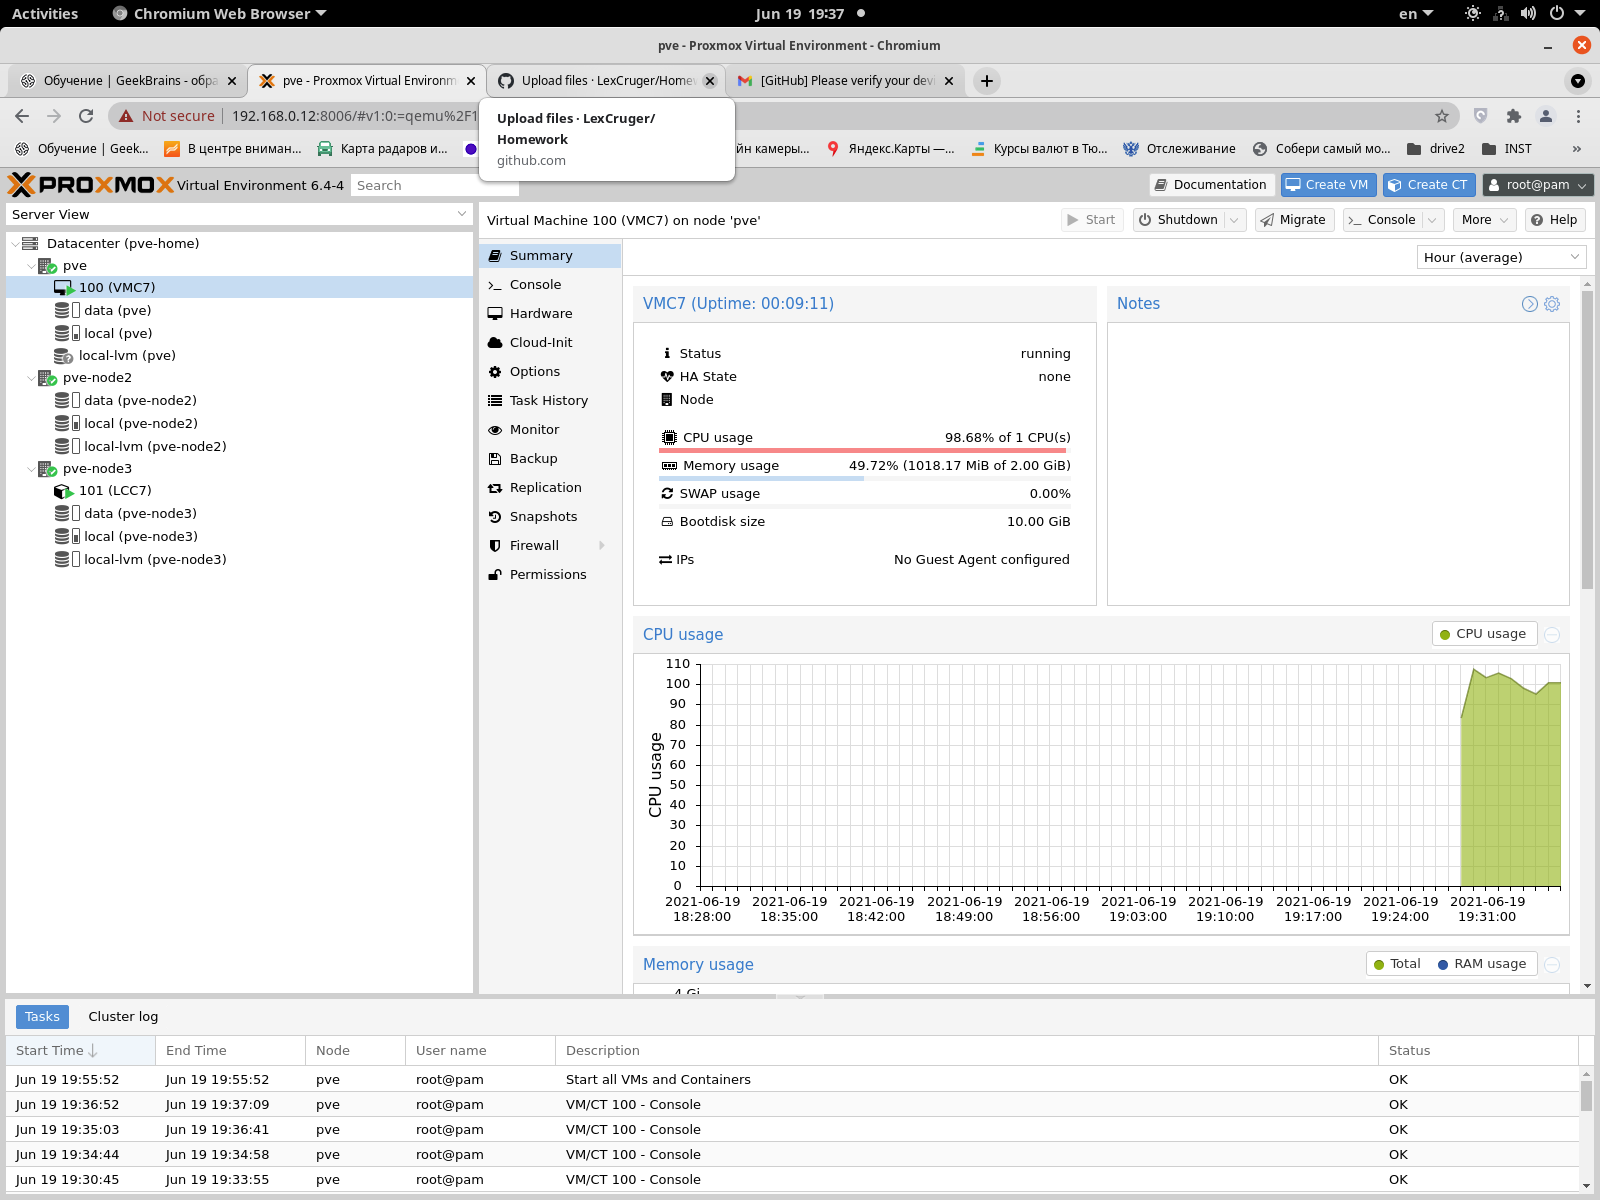 Activities
Chromium Web Browser
Jun 19 19:37
en
pve - Proxmox Virtual Environment - Chromium
Обучение | GeekBrains - обра
pve - Proxmox Virtual Environm
Upload files · LexCruger/Home
[GitHub] Please verify your dev
Not secure
192.168.0.12:8006/#v1:0:=qemu%2F1
Upload files · LexCruger/
Homework
github.com
Обучение | Geek...
В центре вниман...
Карта радаров и...
йн камеры...
Яндекс.Карты —...
Курсы валют в Тю...
Отслеживание
Собери самый мо...
drive2
INST
»
PROXMOX
Virtual Environment 6.4-4
Search
Documentation
Create VM
Create CT
root@pam
Server View
Datacenter (pve-home)
pve
100 (VMC7)
data (pve)
local (pve)
local-lvm (pve)
pve-node2
data (pve-node2)
local (pve-node2)
local-lvm (pve-node2)
pve-node3
101 (LCC7)
data (pve-node3)
local (pve-node3)
local-lvm (pve-node3)
Virtual Machine 100 (VMC7) on node 'pve'
Start
Shutdown
Migrate
Console
More
Help
Summary
Console
Hardware
Cloud-Init
Options
Task History
Monitor
Backup
Replication
Snapshots
Firewall
Permissions
Hour (average)
VMC7 (Uptime: 00:09:11)
Status running
HA State none
Node
CPU usage 98.68% of 1 CPU(s)
Memory usage 49.72% (1018.17 MiB of 2.00 GiB)
SWAP usage 0.00%
Bootdisk size 10.00 GiB
IPs No Guest Agent configured
Notes
CPU usage
CPU usage
CPU usage
110
100
90
80
70
60
50
40
30
20
10
0
2021-06-19 2021-06-19 2021-06-19 2021-06-19 2021-06-19 2021-06-19 2021-06-19 2021-06-19 2021-06-19 2021-06-19
18:28:00 18:35:00 18:42:00 18:49:00 18:56:00 19:03:00 19:10:00 19:17:00 19:24:00 19:31:00
Memory usage
Total
RAM usage
4 Gi
Tasks
Cluster log
Start Time End Time Node User name Description Status
Jun 19 19:55:52 Jun 19 19:55:52 pve root@pam Start all VMs and Containers OK
Jun 19 19:36:52 Jun 19 19:37:09 pve root@pam VM/CT 100 - Console OK
Jun 19 19:35:03 Jun 19 19:36:41 pve root@pam VM/CT 100 - Console OK
Jun 19 19:34:44 Jun 19 19:34:58 pve root@pam VM/CT 100 - Console OK
Jun 19 19:30:45 Jun 19 19:33:55 pve root@pam VM/CT 100 - Console OK